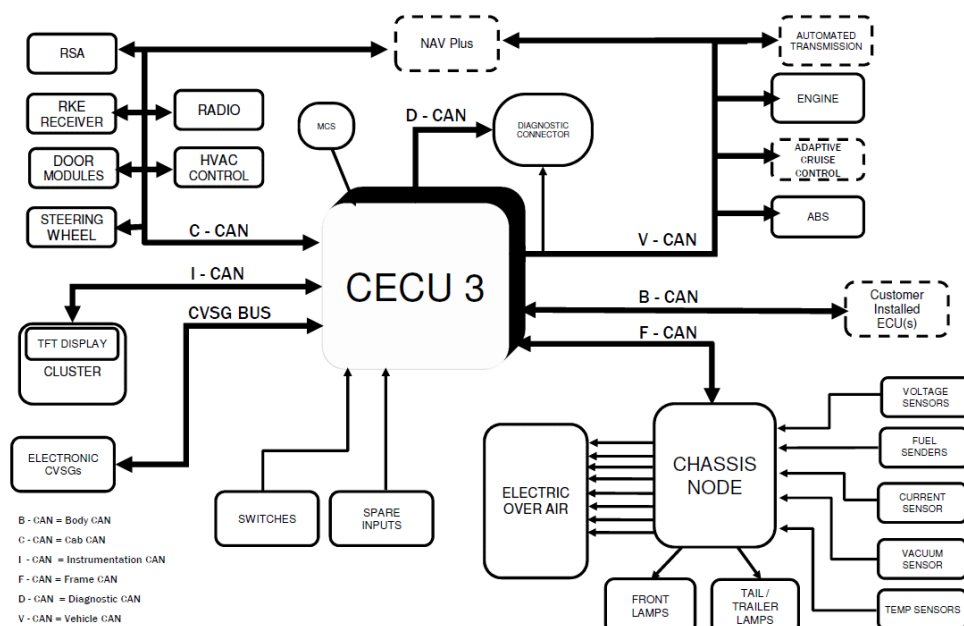 RSA
NAV Plus
AUTOMATED
TRANSMISSION
RKE
RECEIVER
RADIO
MCS
D - CAN
DIAGNOSTIC
CONNECTOR
ENGINE
DOOR
MODULES
HVAC
CONTROL
ADAPTIVE
CRUISE
CONTROL
STEERING
WHEEL
C - CAN
V - CAN
ABS
I - CAN
CECU 3
CVSG BUS
B - CAN
Customer
Installed
ECU(s)
F - CAN
TFT DISPLAY
CLUSTER
VOLTAGE
SENSORS
FUEL
SENDERS
ELECTRONIC
CVSGs
ELECTRIC
OVER AIR
CHASSIS
NODE
CURRENT
SENSOR
SWITCHES
SPARE
INPUTS
VACUUM
SENSOR
FRONT
LAMPS
TAIL /
TRAILER
LAMPS
TEMP SENSORS
B - CAN = Body CAN
C - CAN = Cab CAN
I - CAN = Instrumentation CAN
F - CAN = Frame CAN
D - CAN = Diagnostic CAN
V - CAN = Vehicle CAN